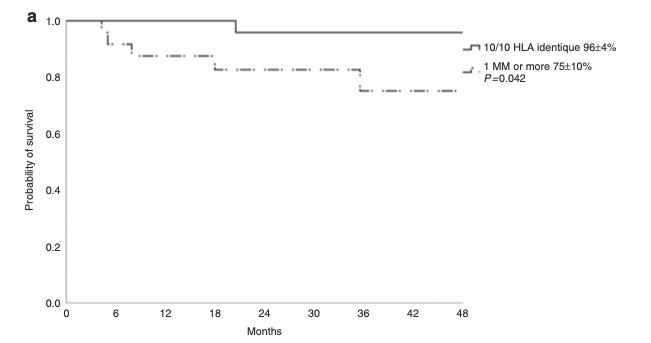 a
1.0
0.8
0.6
0.4
0.2
0.0
Probability of survival
0 6 12 18 24 30 36 42 48
Months
10/10 HLA identique 96±4%
1 MM or more 75±10%
P=0.042